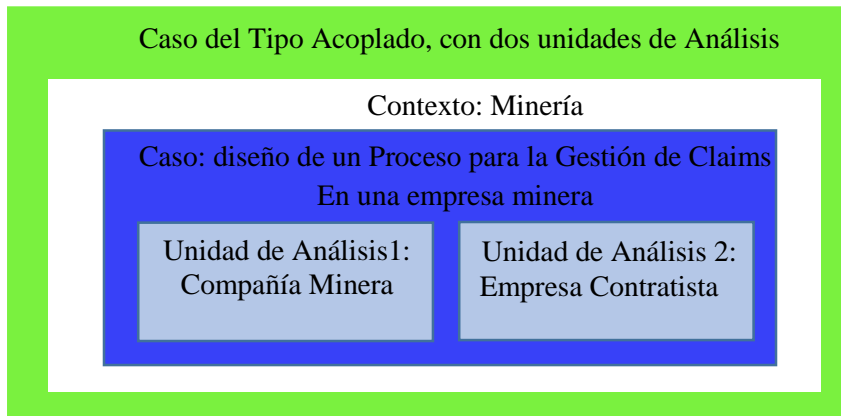 Caso del Tipo Acoplado, con dos unidades de Análisis
Contexto: Minería
Caso: diseño de un Proceso para la Gestión de Claims
En una empresa minera
Unidad de Análisis1:
Compañía Minera
Unidad de Análisis 2:
Empresa Contratista